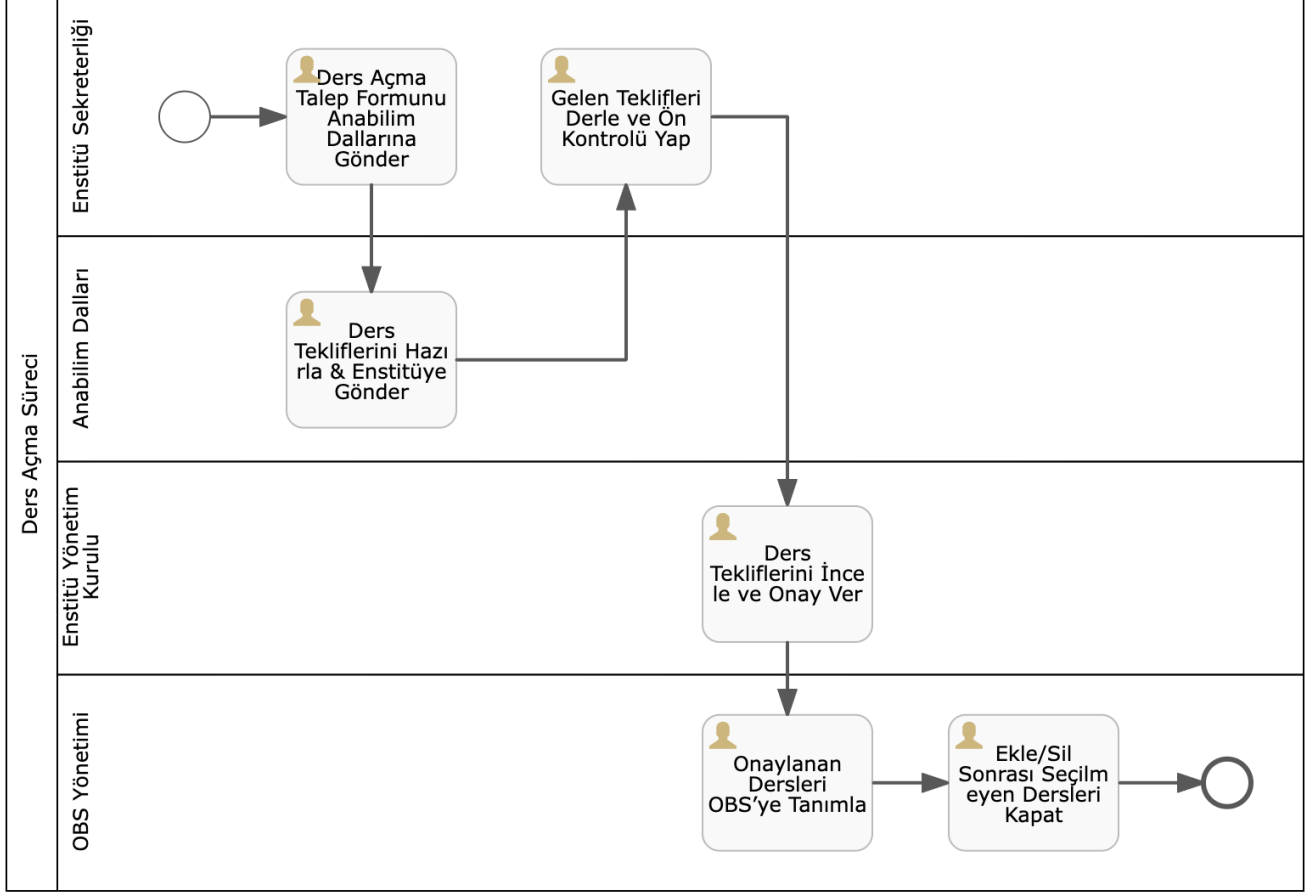 Ders Açma Süreci
Enstitü Sekreterliği
Ders Açma
Talep Formunu
Anabilim
Dallarına
Gönder
Gelen Teklifleri
Derle ve Ön
Kontrolü Yap
Anabilim Dalları
Ders
Tekliflerini Hazı
rla & Enstitüye
Gönder
Enstitü Yönetim
Kurulu
Ders
Tekliflerini İnce
le ve Onay Ver
OBS Yönetimi
Onaylanan
Dersleri
OBS’ye Tanımla
Ekle/Sil
Sonrası Seçilm
eyen Dersleri
Kapat